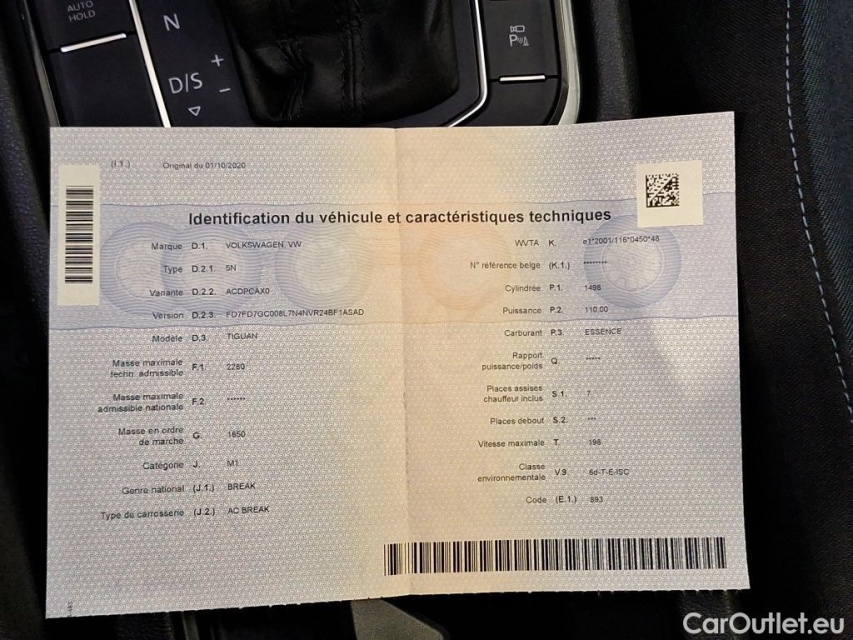 AUTO
HOLD
N
D/S
+
−
P
(I.1.) Original du 01/10/2020
Identification du véhicule et caractéristiques techniques
Marque D.1. VOLKSWAGEN, VW
Type D.2.1. 5N
Variante D.2.2. ACDPCAX0
Version D.2.3. FD7FD7GC008L7N4NVR24BF1ASAD
Modèle D.3. TIGUAN
Masse maximale
techn. admissible F.1. 2280
Masse maximale
admissible nationale F.2. ******
Masse en ordre
de marche G. 1650
Catégorie J. M1
Genre national (J.1.) BREAK
Type de carrosserie (J.2.) AC BREAK
WVTA K. e1*2001/116*0450*48
N° référence belge (K.1.) ********
Cylindrée P.1. 1498
Puissance P.2. 110.00
Carburant P.3. ESSENCE
Rapport
puissance/poids Q. *****
Places assises
chauffeur inclus S.1. 7
Places debout S.2. ***
Vitesse maximale T. 198
Classe
environnementale V.9. 6d-T-E-ISC
Code (E.1.) 893
CarOutlet.eu